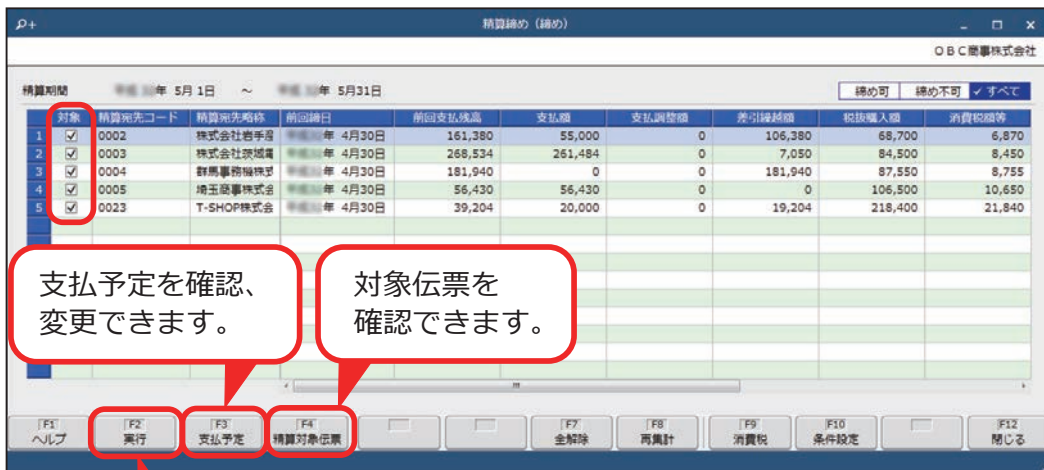 精算締め（締め）
ＯＢＣ商事株式会社
精算期間 年 5月 1日 ～ 年 5月31日 締め可 締め不可 すべて
対象 精算宛先コード 精算宛先略称 前回締日 前回支払残高 支払額 支払調整額 差引繰越額 税抜購入額 消費税額等
1 0002 株式会社岩手産 年 4月30日 161,380 55,000 0 106,380 68,700 6,870
2 0003 株式会社茨城電 年 4月30日 268,534 261,484 0 7,050 84,500 8,450
3 0004 群馬事務機株式 年 4月30日 181,940 0 0 181,940 87,550 8,755
4 0005 埼玉商事株式会 年 4月30日 56,430 56,430 0 0 106,500 10,650
5 0023 T-SHOP株式会 年 4月30日 39,204 20,000 0 19,204 218,400 21,840
支払予定を確認、
変更できます。
対象伝票を
確認できます。
F1 F2 F3 F4 F7 F8 F9 F10 F12
ヘルプ 実行 支払予定 精算対象伝票 全解除 再集計 消費税 条件設定 閉じる